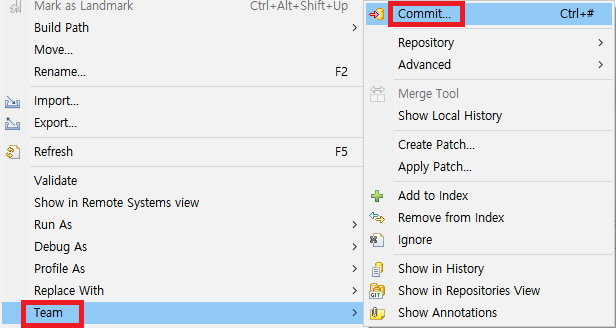 Mark as Landmark Ctrl+Alt+Shift+Up
Build Path
Move...
Rename... F2
Import...
Export...
Refresh F5
Validate
Show in Remote Systems view
Run As
Debug As
Profile As
Replace With
Team
Commit... Ctrl+#
Repository
Advanced
Merge Tool
Show Local History
Create Patch...
Apply Patch...
Add to Index
Remove from Index
Ignore
Show in History
GIT Show in Repositories View
Show Annotations